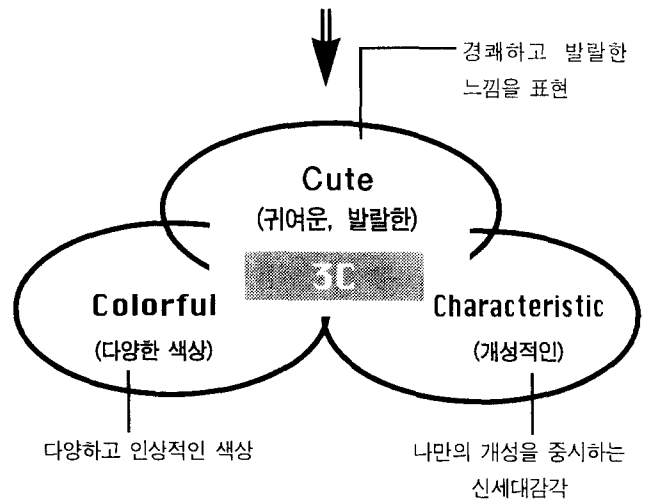 경쾌하고 발랄한
느낌을 표현
Cute
(귀여운, 발랄한)
3C
Colorful
(다양한 색상)
Characteristic
(개성적인)
다양하고 인상적인 색상
나만의 개성을 중시하는
신세대감각